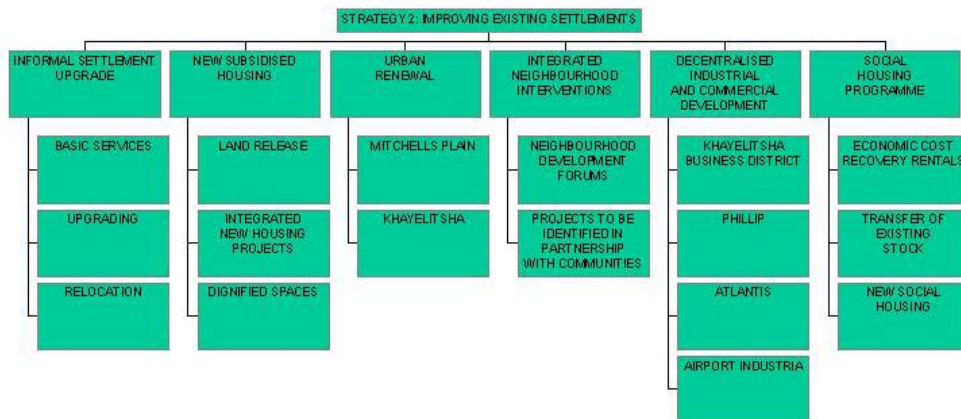 STRATEGY 2: IMPROVING EXISTING SETTLEMENTS
INFORMAL SETTLEMENT
UPGRADE
BASIC SERVICES
UPGRADING
RELOCATION
NEW SUBSIDISED
HOUSING
LAND RELEASE
INTEGRATED
NEW HOUSING
PROJECTS
DIGNIFIED SPACES
URBAN
RENEWAL
MITCHELLS PLAIN
KHAYELITSHA
INTEGRATED
NEIGHBOURHOOD
INTERVENTIONS
NEIGHBOURHOOD
DEVELOPMENT
FORUMS
PROJECTS TO BE
IDENTIFIED IN
PARTNERSHIP
WITH COMMUNITIES
DECENTRALISED
INDUSTRIAL
AND COMMERCIAL
DEVELOPMENT
KHAYELITSHA
BUSINESS DISTRICT
PHILLIP
ATLANTIS
AIRPORT INDUSTRIA
SOCIAL
HOUSING
PROGRAMME
ECONOMIC COST
RECOVERY RENTALS
TRANSFER OF
EXISTING
STOCK
NEW SOCIAL
HOUSING